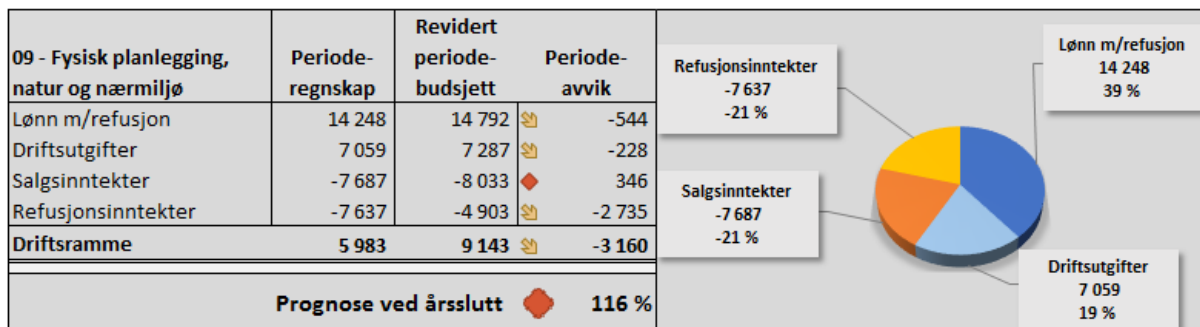 09 - Fysisk planlegging, natur og nærmiljø	Periode-regnskap	Revidert periode-budsjett	Periode-avvik
Lønn m/refusjon	14 248	14 792	-544
Driftsutgifter	7 059	7 287	-228
Salgsinntekter	-7 687	-8 033	346
Refusjonsinntekter	-7 637	-4 903	-2 735
Driftsramme	5 983	9 143	-3 160
Prognose ved årsslutt	116 %
Refusjonsinntekter
-7 637
-21 %
Lønn m/refusjon
14 248
39 %
Salgsinntekter
-7 687
-21 %
Driftsutgifter
7 059
19 %